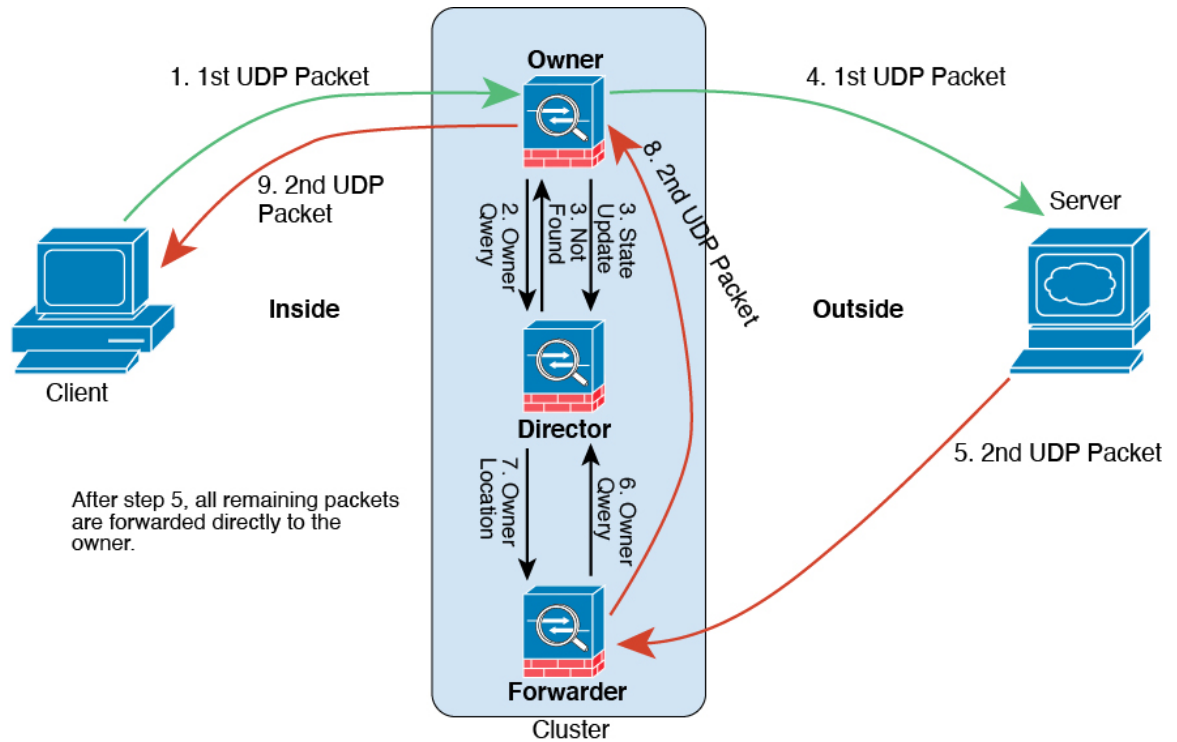 Owner
1. 1st UDP Packet
4. 1st UDP Packet
9. 2nd UDP
Packet
8. 2nd UDP Packet
2. Owner
Qwery
3. Not
Found
3. State
Update
Server
Inside
Outside
Client
Director
5. 2nd UDP Packet
7. Owner
Location
6. Owner
Qwery
After step 5, all remaining packets
are forwarded directly to the
owner.
Forwarder
Cluster